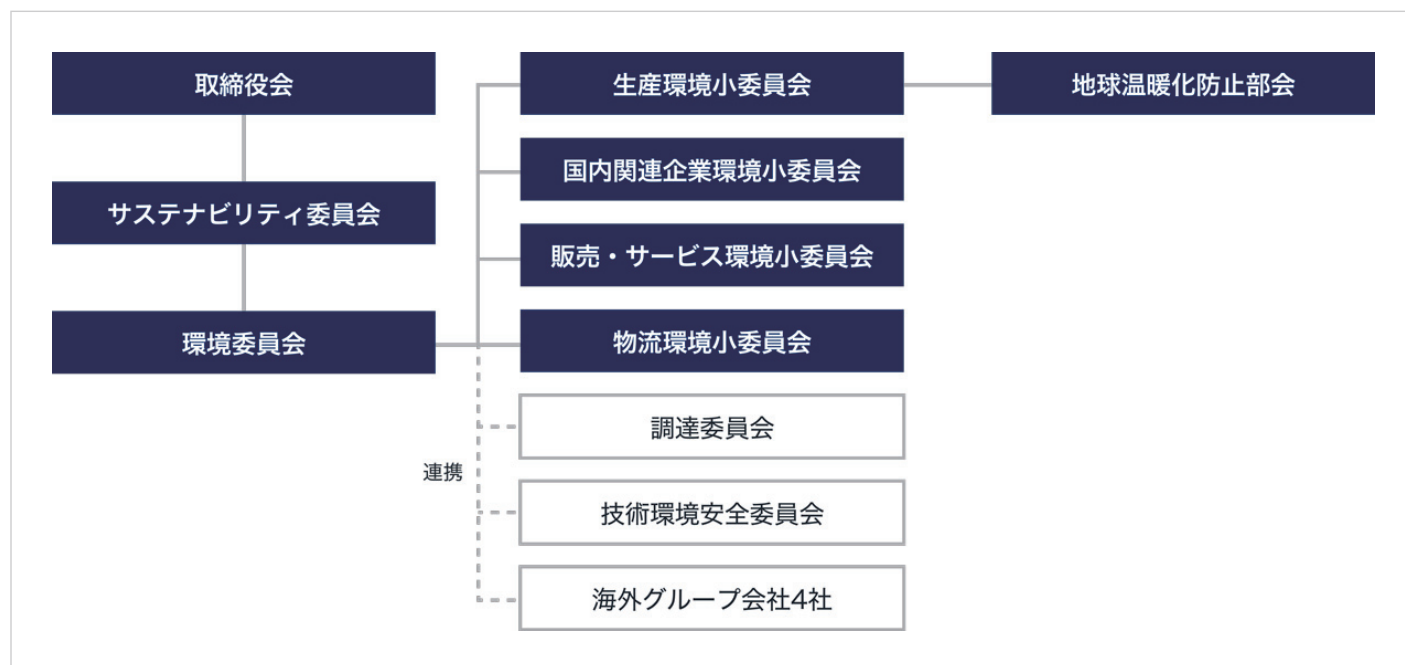 取締役会
サステナビリティ委員会
環境委員会
生産環境小委員会
地球温暖化防止部会
国内関連企業環境小委員会
販売・サービス環境小委員会
物流環境小委員会
連携
調達委員会
技術環境安全委員会
海外グループ会社4社